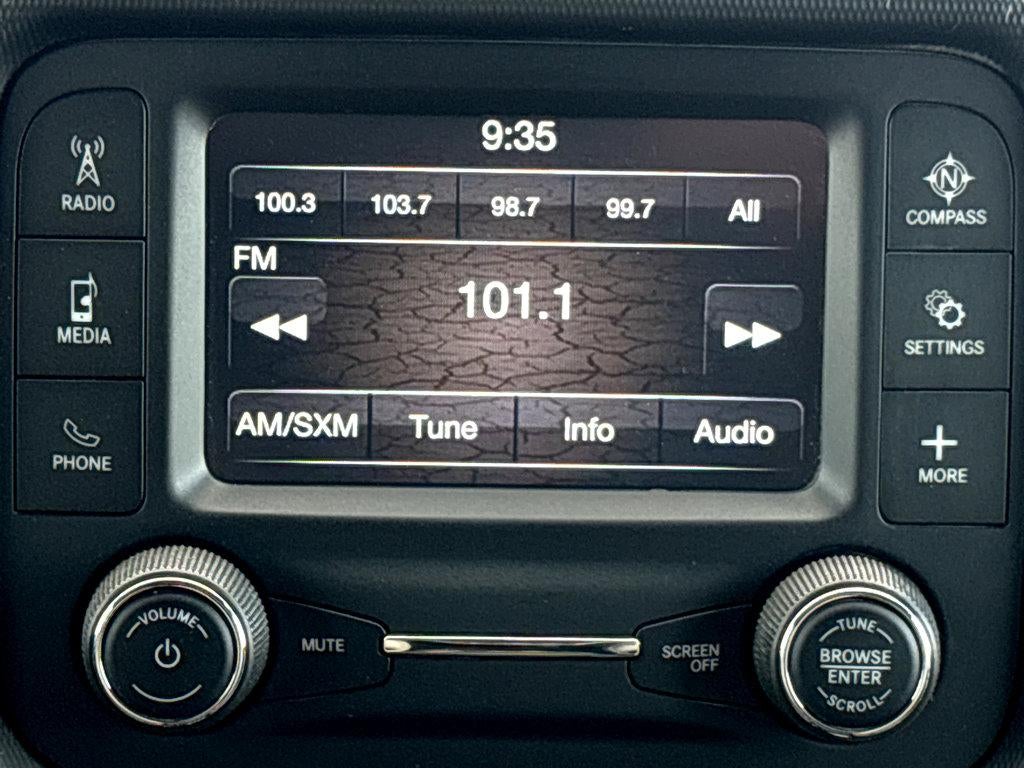 9:35
RADIO
100.3 103.7 98.7 99.7 All
N
COMPASS
FM
101.1
MEDIA
SETTINGS
AM/SXM Tune Info Audio
PHONE
MORE
VOLUME
MUTE
SCREEN
OFF
TUNE
BROWSE
ENTER
SCROLL